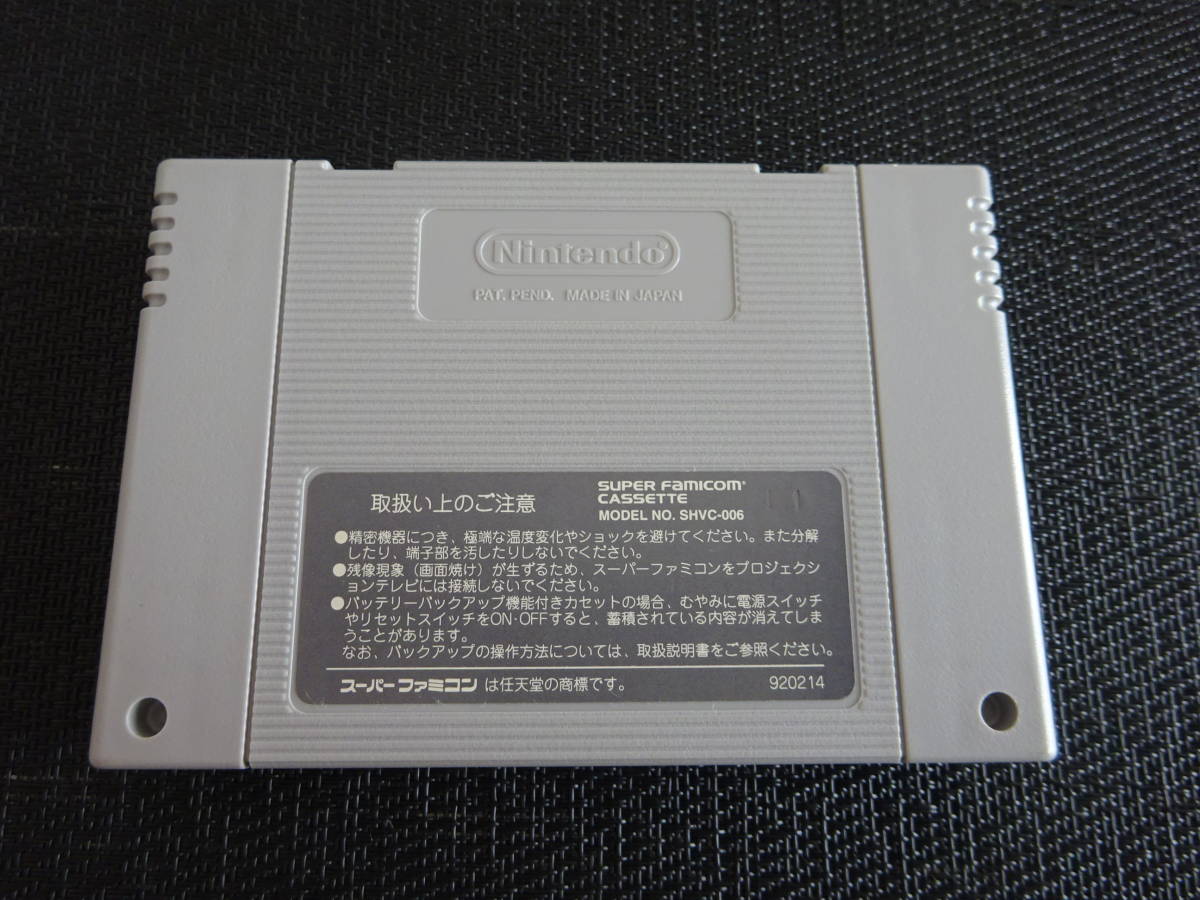 Nintendo®
PAT. PEND. MADE IN JAPAN
取扱い上のご注意
SUPER FAMICOM®
CASSETTE
MODEL NO. SHVC-006
11
●精密機器につき、極端な温度変化やショックを避けてください。また分解
したり、端子部を汚したりしないでください。
●残像現象（画面焼け）が生ずるため、スーパーファミコンをプロジェクシ
ョンテレビには接続しないでください。
●バッテリーバックアップ機能付きカセットの場合、むやみに電源スイッチ
やリセットスイッチをON·OFFすると、蓄積されている内容が消えてしま
うことがあります。
なお、バックアップの操作方法については、取扱説明書をご参照ください。
スーパーファミコン は任天堂の商標です。 920214